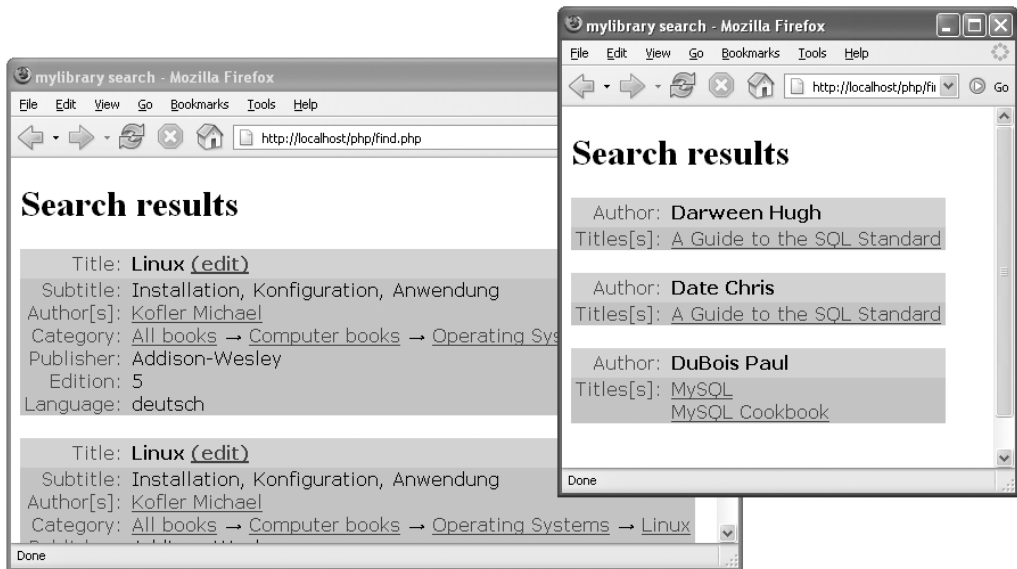 mylibrary search - Mozilla Firefox
File Edit View Go Bookmarks Tools Help
http://localhost/php/find.php
Search results
Title: Linux (edit)
Subtitle: Installation, Konfiguration, Anwendung
Author[s]: Kofler Michael
Category: All books → Computer books → Operating Sys
Publisher: Addison-Wesley
Edition: 5
Language: deutsch
Title: Linux (edit)
Subtitle: Installation, Konfiguration, Anwendung
Author[s]: Kofler Michael
Category: All books → Computer books → Operating Systems → Linux
Done
mylibrary search - Mozilla Firefox
File Edit View Go Bookmarks Tools Help
http://localhost/php/fi Go
Search results
Author: Darween Hugh
Titles[s]: A Guide to the SQL Standard
Author: Date Chris
Titles[s]: A Guide to the SQL Standard
Author: DuBois Paul
Titles[s]: MySQL
MySQL Cookbook
Done